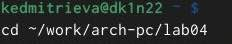 kedmitrieva@dk1n22 ~ $
cd ~/work/arch-pc/lab04